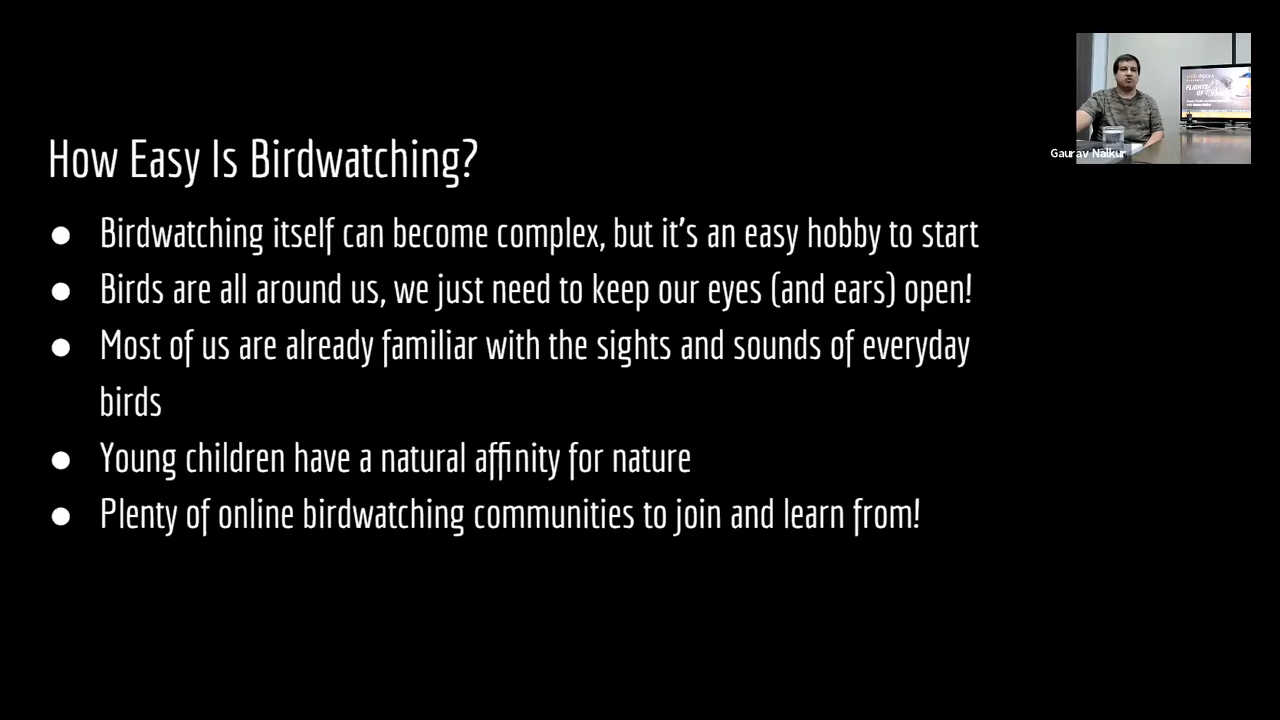 How Easy Is Birdwatching?
● Birdwatching itself can become complex, but it's an easy hobby to start
● Birds are all around us, we just need to keep our eyes (and ears) open!
● Most of us are already familiar with the sights and sounds of everyday
birds
● Young children have a natural affinity for nature
● Plenty of online birdwatching communities to join and learn from!
FLIGHTS
OF
Gaurav Nalkur